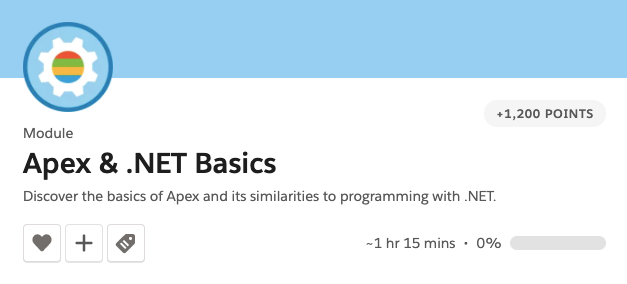 +1,200 POINTS
Module
Apex & .NET Basics
Discover the basics of Apex and its similarities to programming with .NET.
~1 hr 15 mins • 0%